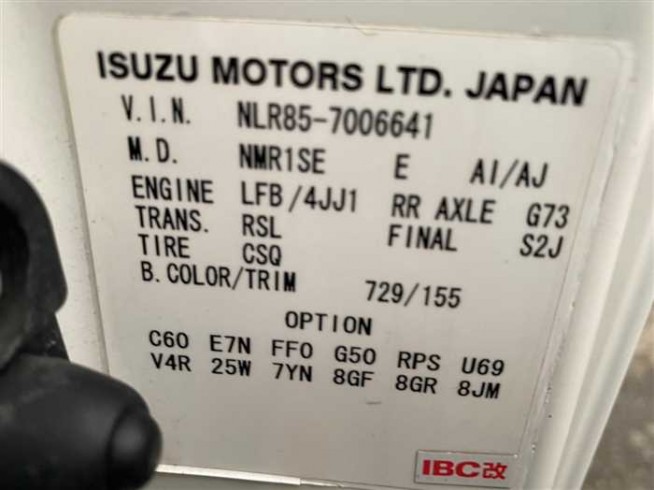 ISUZU MOTORS LTD. JAPAN
V.I.N. NLR85-7006641
M.D. NMR1SE E AI/AJ
ENGINE LFB/4JJ1 RR AXLE G73
TRANS. RSL FINAL S2J
TIRE CSQ
B.COLOR/TRIM 729/155
OPTION
C60 E7N FF0 G50 RPS U69
V4R 25W 7YN 8GF 8GR 8JM
IBC改